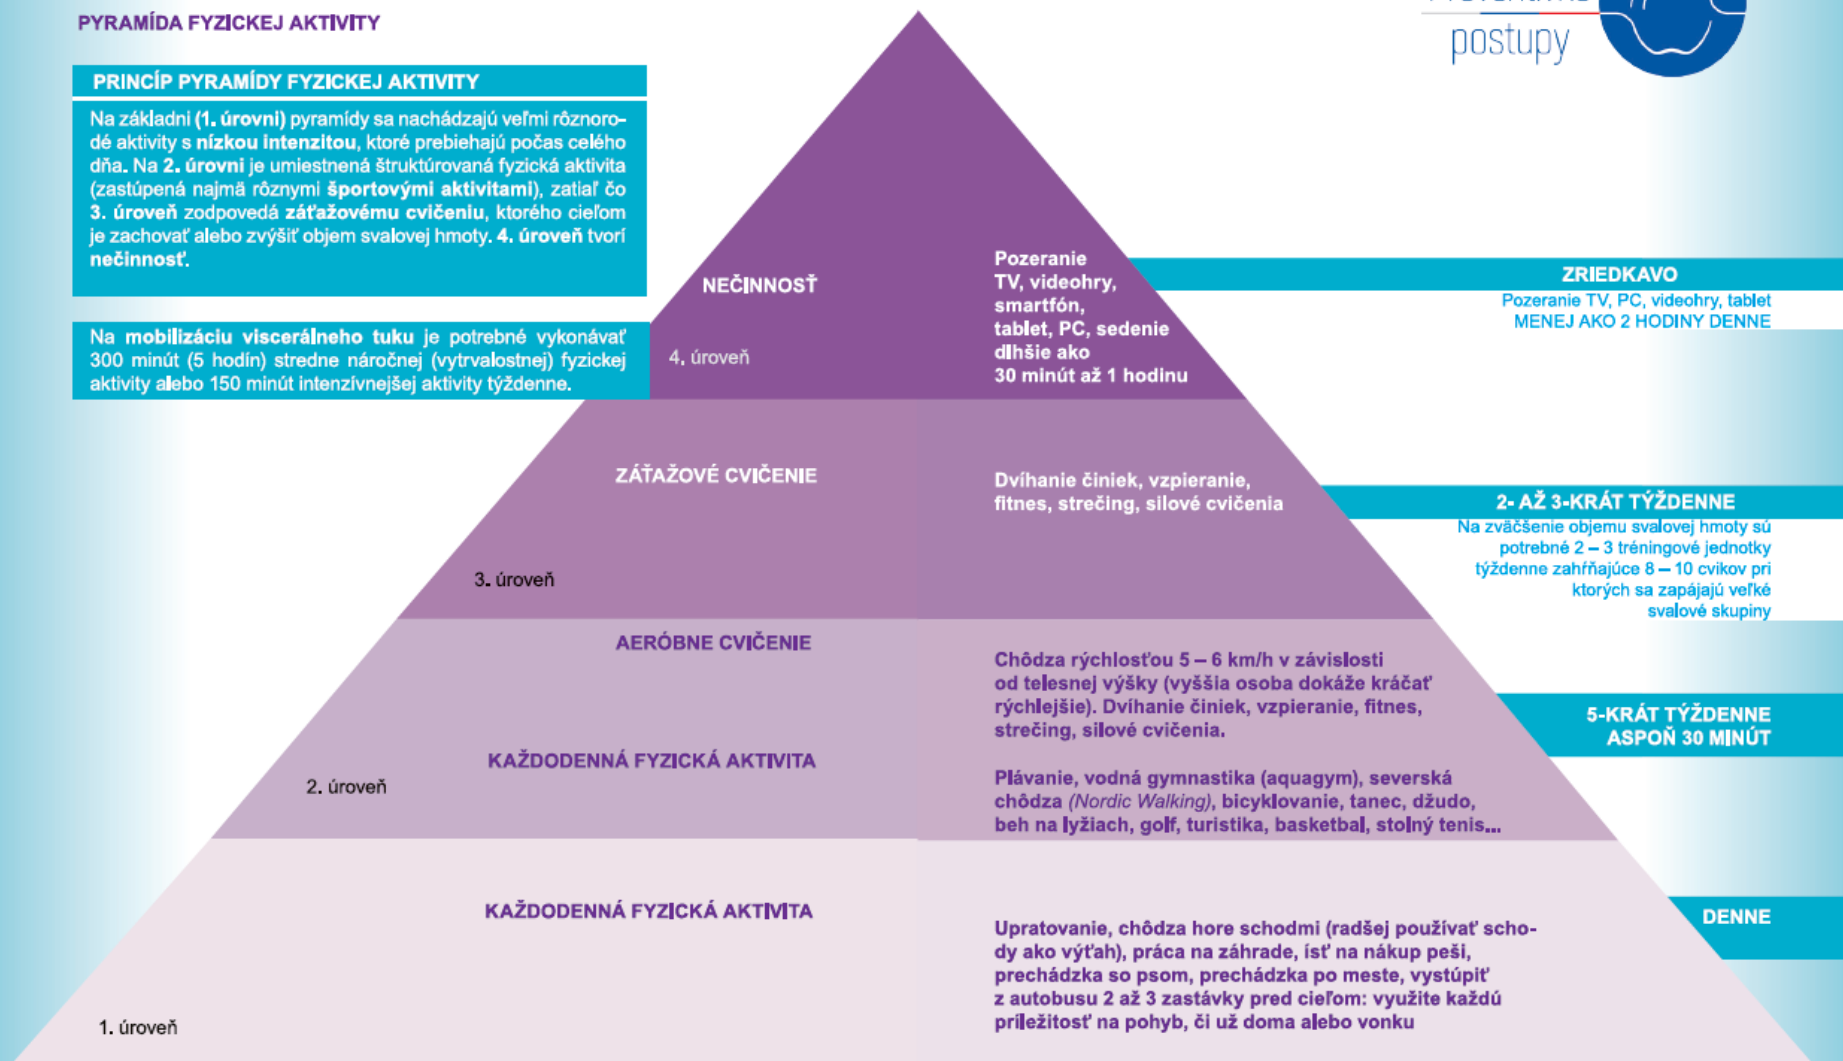 PYRAMÍDA FYZICKEJ AKTIVITY
postupy
PRINCÍP PYRAMÍDY FYZICKEJ AKTIVITY
Na základni (1. úrovni) pyramídy sa nachádzajú veľmi rôznoro-
dé aktivity s nízkou intenzitou, ktoré prebiehajú počas celého
dňa. Na 2. úrovni je umiestnená štruktúrovaná fyzická aktivita
(zastúpená najmä rôznymi športovými aktivitami), zatiaľ čo
3. úroveň zodpovedá záťažovému cvičeniu, ktorého cieľom
je zachovať alebo zvýšiť objem svalovej hmoty. 4. úroveň tvorí
nečinnosť.
Na mobilizáciu viscerálneho tuku je potrebné vykonávať
300 minút (5 hodín) stredne náročnej (vytrvalostnej) fyzickej
aktivity alebo 150 minút intenzívnejšej aktivity týždenne.
NEČINNOSŤ
4. úroveň
Pozeranie
TV, videohry,
smartfón,
tablet, PC, sedenie
dlhšie ako
30 minút až 1 hodinu
ZRIEDKAVO
Pozeranie TV, PC, videohry, tablet
MENEJ AKO 2 HODINY DENNE
ZÁŤAŽOVÉ CVIČENIE
3. úroveň
Dvíhanie činiek, vzpieranie,
fitnes, strečing, silové cvičenia
2- AŽ 3-KRÁT TÝŽDENNE
Na zväčšenie objemu svalovej hmoty sú
potrebné 2 – 3 tréningové jednotky
týždenne zahŕňajúce 8 – 10 cvikov pri
ktorých sa zapájajú veľké
svalové skupiny
AERÓBNE CVIČENIE
KAŽDODENNÁ FYZICKÁ AKTIVITA
2. úroveň
Chôdza rýchlosťou 5 – 6 km/h v závislosti
od telesnej výšky (vyššia osoba dokáže kráčať
rýchlejšie). Dvíhanie činiek, vzpieranie, fitnes,
strečing, silové cvičenia.
Plávanie, vodná gymnastika (aquagym), severská
chôdza (Nordic Walking), bicyklovanie, tanec, džudo,
beh na lyžiach, golf, turistika, basketbal, stolný tenis...
5-KRÁT TÝŽDENNE
ASPOŇ 30 MINÚT
KAŽDODENNÁ FYZICKÁ AKTIVITA
1. úroveň
Upratovanie, chôdza hore schodmi (radšej používať scho-
dy ako výťah), práca na záhrade, ísť na nákup peši,
prechádzka so psom, prechádzka po meste, vystúpiť
z autobusu 2 až 3 zastávky pred cieľom: využite každú
príležitosť na pohyb, či už doma alebo vonku
DENNE